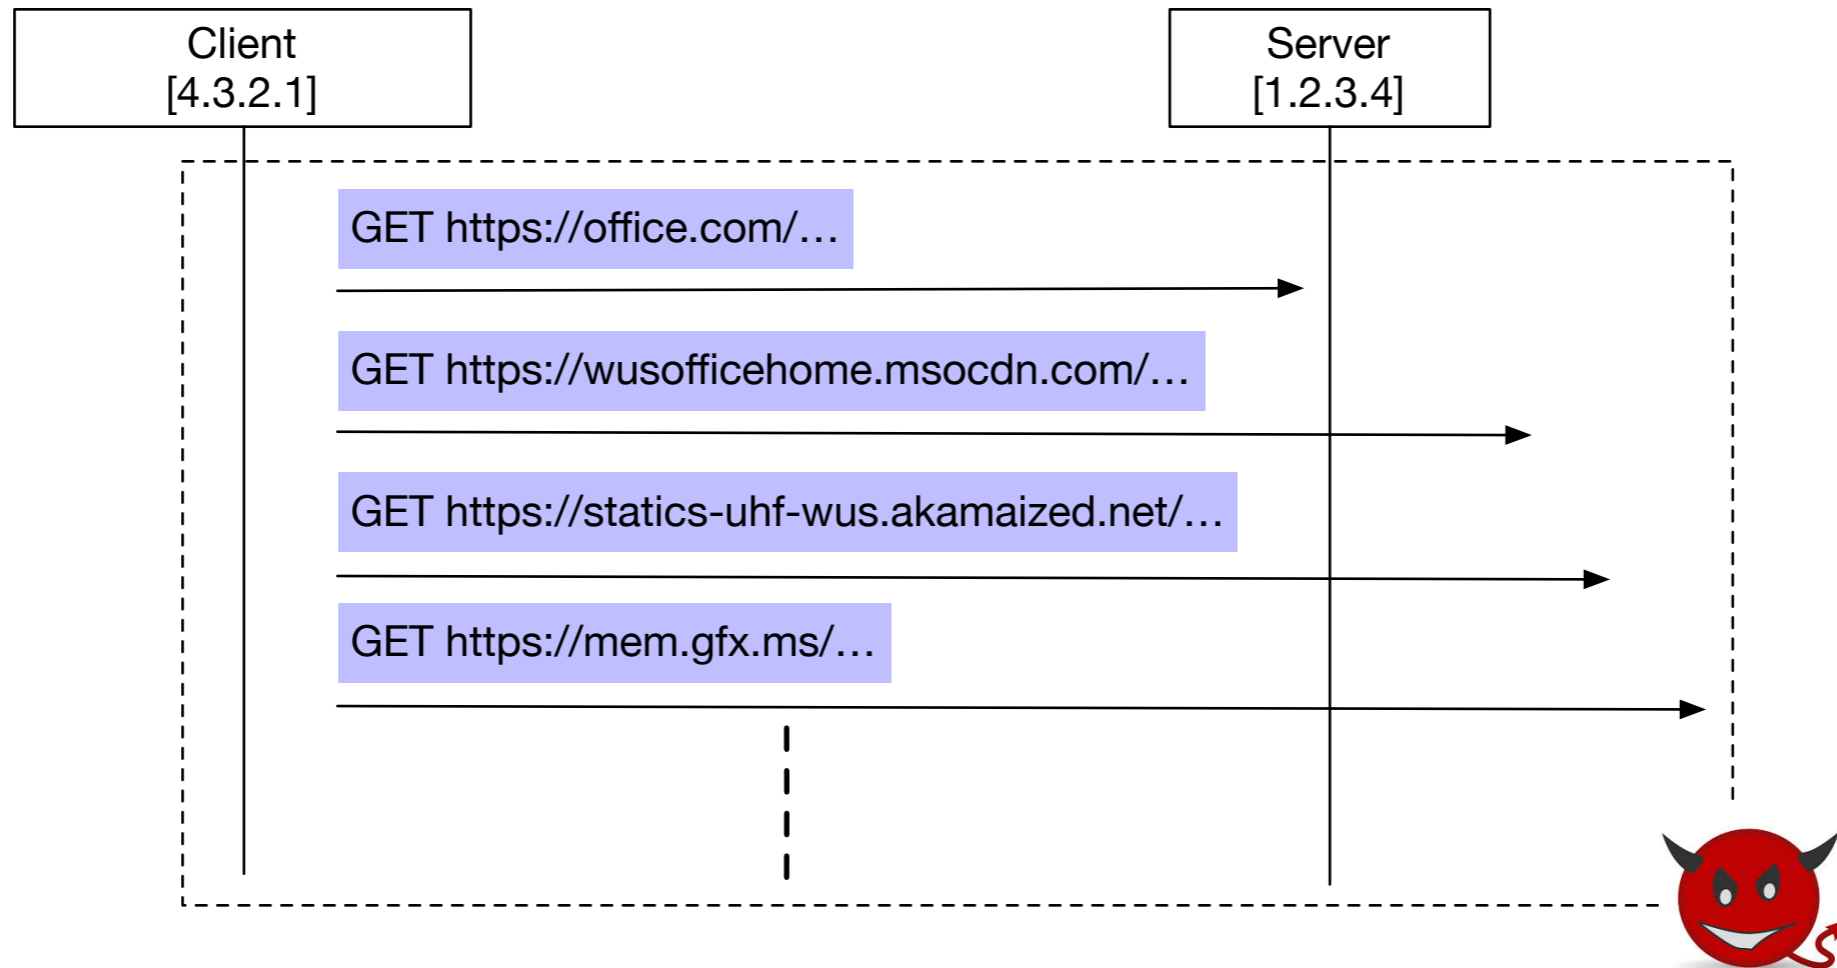 Client
[4.3.2.1]
Server
[1.2.3.4]
GET https://office.com/…
GET https://wusofficehome.msocdn.com/…
GET https://statics-uhf-wus.akamaized.net/…
GET https://mem.gfx.ms/…